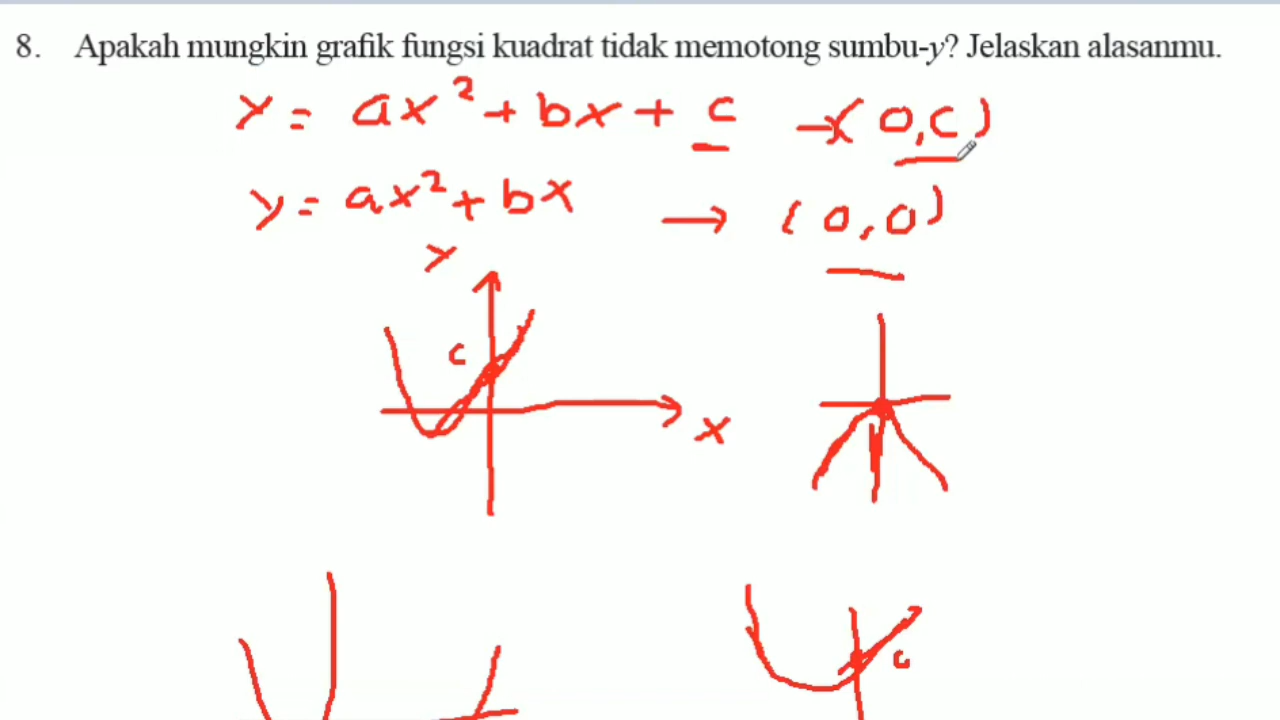 8. Apakah mungkin grafik fungsi kuadrat tidak memotong sumbu-y? Jelaskan alasanmu.
y = ax² + bx + c → (0,c)
y = ax² + bx → (0,0)
y
c
x
c